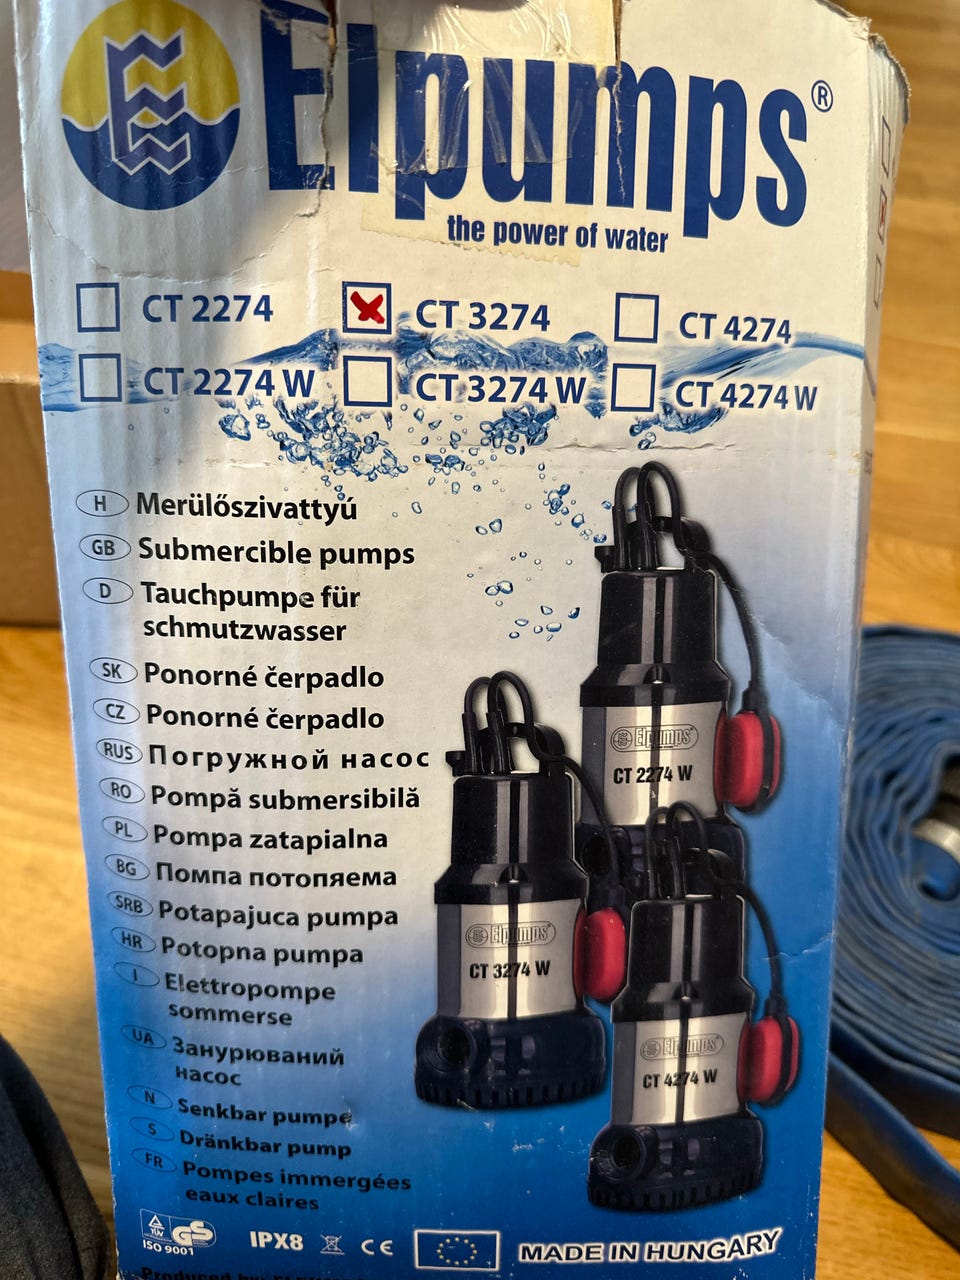 Elpumps®
the power of water
CT 2274
CT 3274
CT 4274
CT 2274 W
CT 3274 W
CT 4274 W
H Merülőszivattyú
GB Submercible pumps
D Tauchpumpe für
schmutzwasser
SK Ponorné čerpadlo
CZ Ponorné čerpadlo
RUS Погружной насос
RO Pompă submersibilă
PL Pompa zatapialna
BG Помпа потопяема
SRB Potapajuca pumpa
HR Potopna pumpa
I Elettropompe
sommerse
UA Занурюваний
насос
N Senkbar pumpe
S Dränkbar pump
FR Pompes immergées
eaux claires
Elpumps
CT 2274 W
Elpumps
CT 3274 W
Elpumps
CT 4274 W
TÜV GS
ISO 9001
IPX8
CE
MADE IN HUNGARY
Produced by: